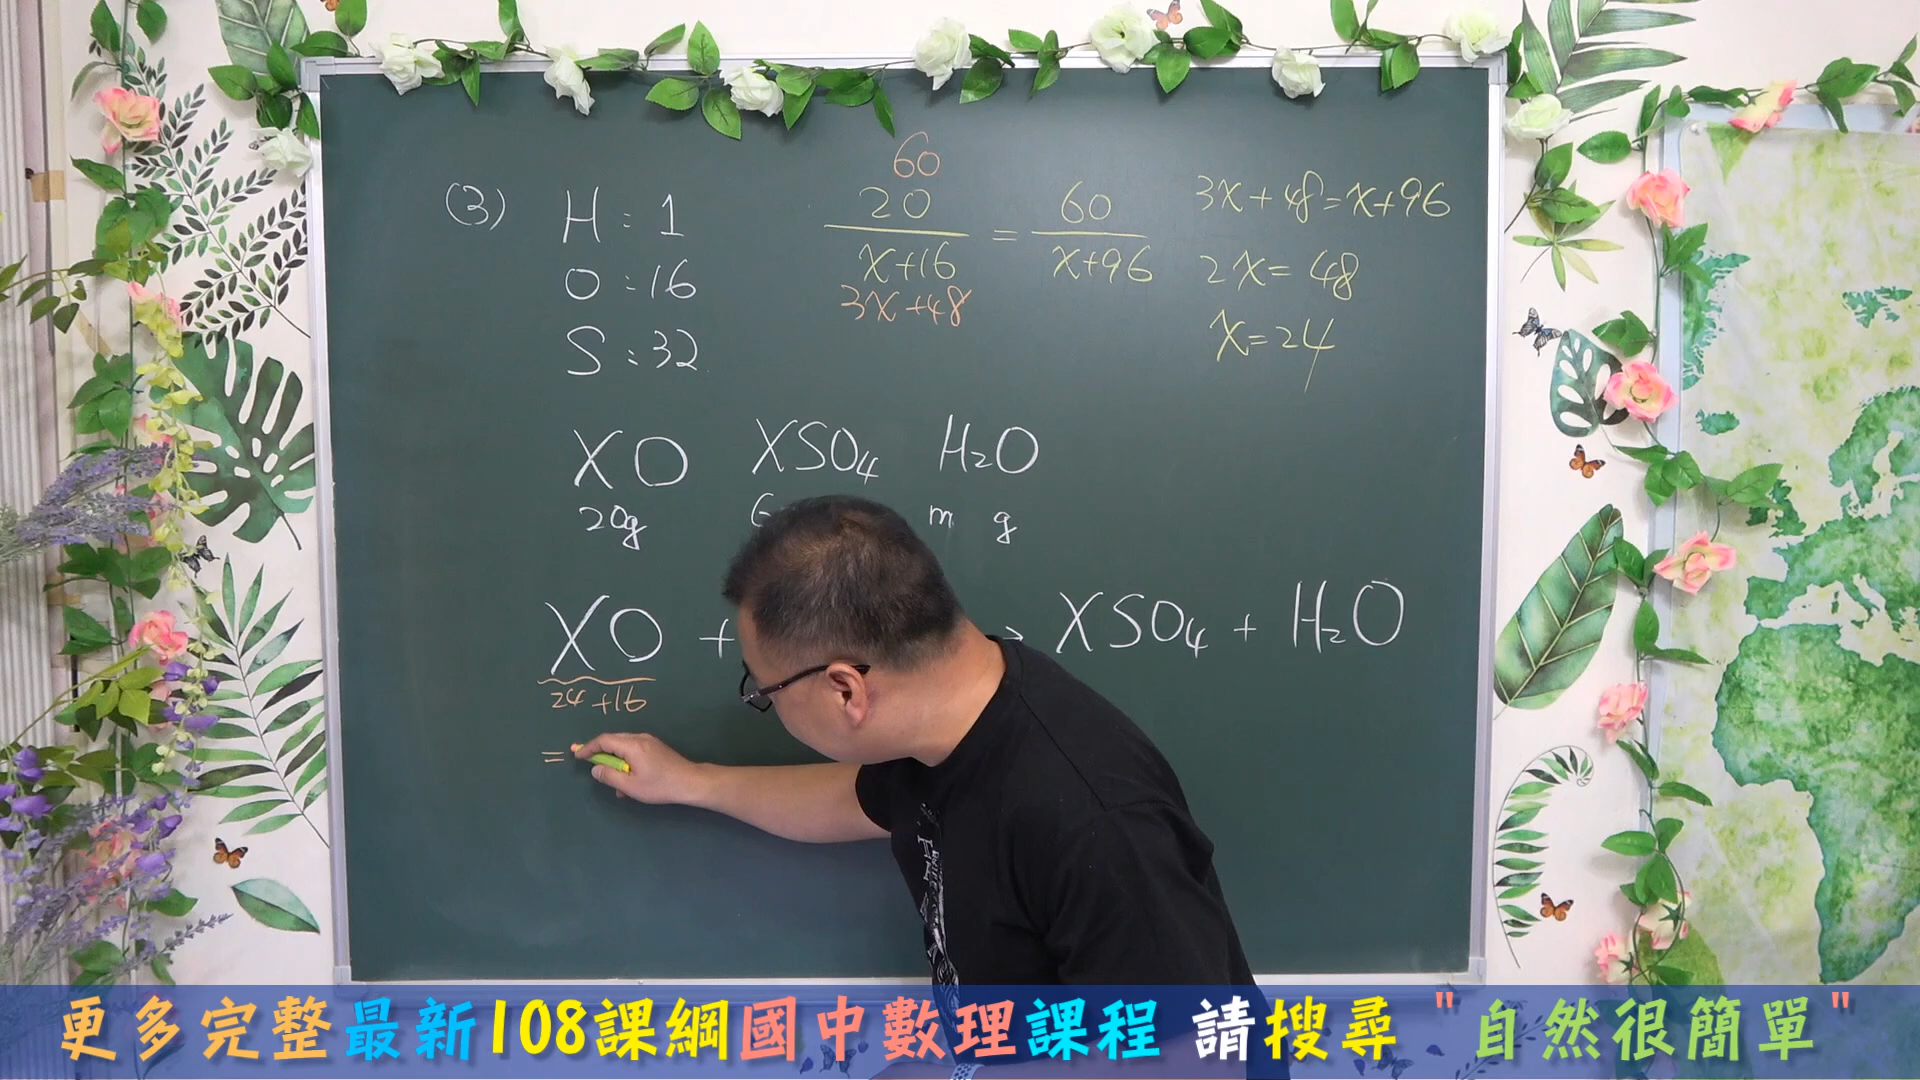 (3) H : 1
O : 16
S : 32
60
20/x+16 = 60/x+96
3x+48
3x+48=x+96
2x=48
x=24
XO XSO₄ H₂O
20g m g
XO + → XSO₄ + H₂O
24+16
=
更多完整最新108課綱國中數理課程 請搜尋 "自然很簡單"